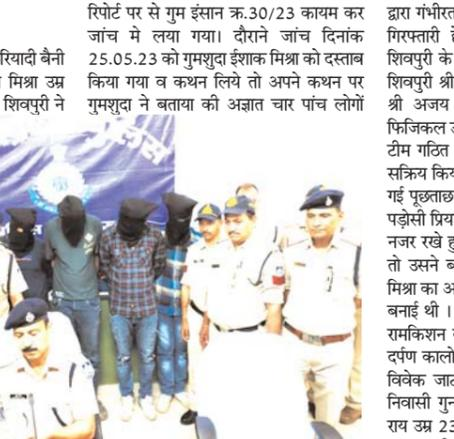 रिपोर्ट पर से गुम इंसान क्र.30/23 कायम कर
जांच मे लया गया। दौराने जांच दिनांक
25.05.23 को गुमशुदा ईशाक मिश्रा को दस्ताब
किया गया व कथन लिये तो अपने कथन पर
गुमशुदा ने बताया की अज्ञात चार पांच लोगों
रियादी बैनी
मिश्रा उम्र
शिवपुरी ने
द्वारा गंभीरत
गिरफ्तारी हे
शिवपुरी के
शिवपुरी श्री
श्री अजय
फिजिकल
टीम गठित
सक्रिय किय
गई पूछताछ
पड़ोसी प्रिय
नजर रखे हु
तो उसने ब
मिश्रा का अ
बनाई थी ।
रामकिशन
दर्पण कालो
विवेक जाट
निवासी गुन
राय उम्र 23